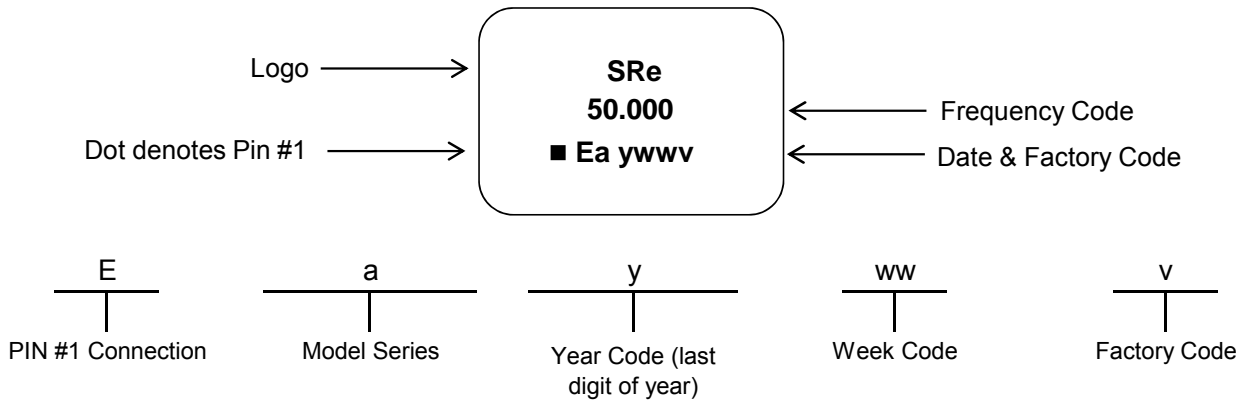 Logo
SRe
50.000
Frequency Code
Dot denotes Pin #1
■ Ea ywwv
Date & Factory Code
E
a
y
ww
v
PIN #1 Connection
Model Series
Year Code (last
digit of year)
Week Code
Factory Code